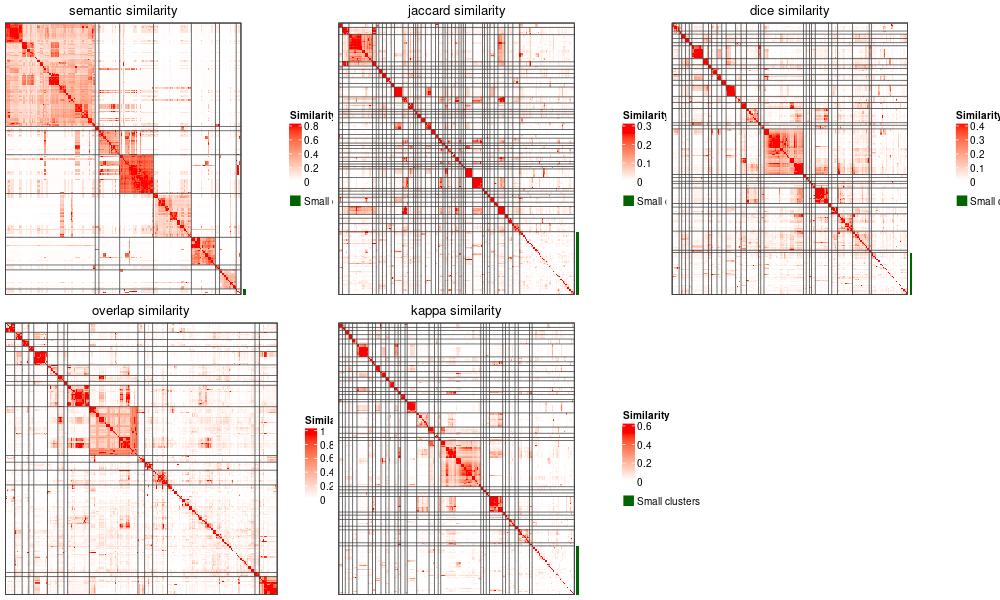 semantic similarity
Similarity
0.8
0.6
0.4
0.2
0
Small
jaccard similarity
Similarity
0.3
0.2
0.1
0
Small
dice similarity
Similarity
0.4
0.3
0.2
0.1
0
Small
overlap similarity
1
0.8
0.6
0.4
0.2
0
kappa similarity
Similarity
0.6
0.4
0.2
0
Small clusters